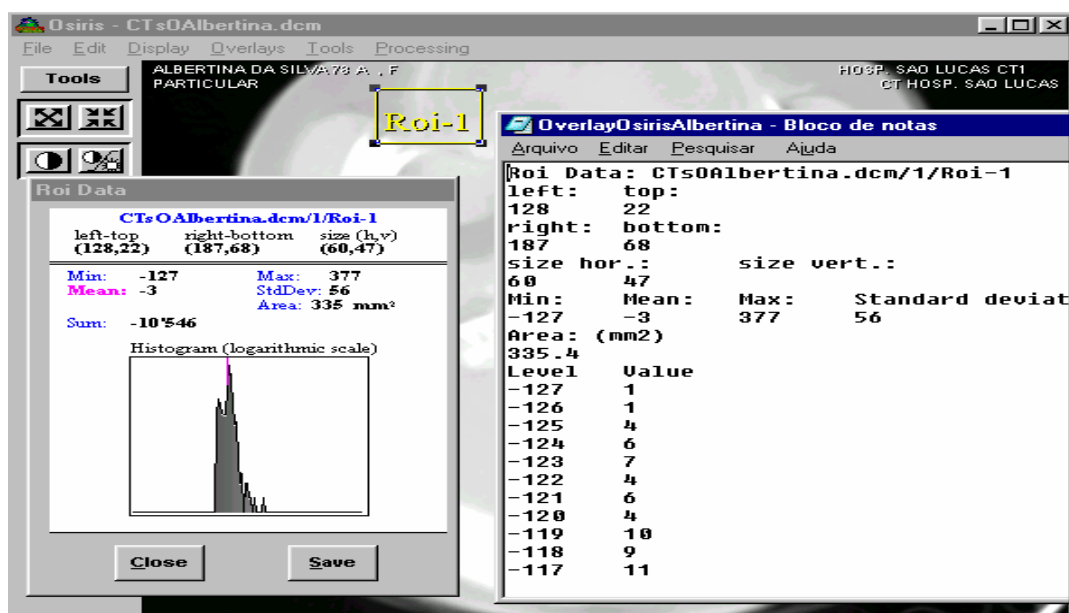 Osiris - CTsOAlbertina.dcm
File Edit Display Overlays Tools Processing
Tools
ALBERTINA DA SILVA 78 A , F
PARTICULAR
HOSP. SAO LUCAS CT1
CT HOSP. SAO LUCAS
Roi-1
Roi Data
CTsOAlbertina.dcm/1/Roi-1
left-top right-bottom size (h,v)
(128,22) (187,68) (60,47)
Min: -127 Max: 377
Mean: -3 StdDev: 56
Area: 335 mm²
Sum: -10'546
Histogram (logarithmic scale)
Close Save
OverlayOsirisAlbertina - Bloco de notas
Arquivo Editar Pesquisar Ajuda
Roi Data: CTsOAlbertina.dcm/1/Roi-1
left: top:
128 22
right: bottom:
187 68
size hor.: size vert.:
60 47
Min: Mean: Max: Standard deviat
-127 -3 377 56
Area: (mm2)
335.4
Level Value
-127 1
-126 1
-125 4
-124 6
-123 7
-122 4
-121 6
-120 4
-119 10
-118 9
-117 11